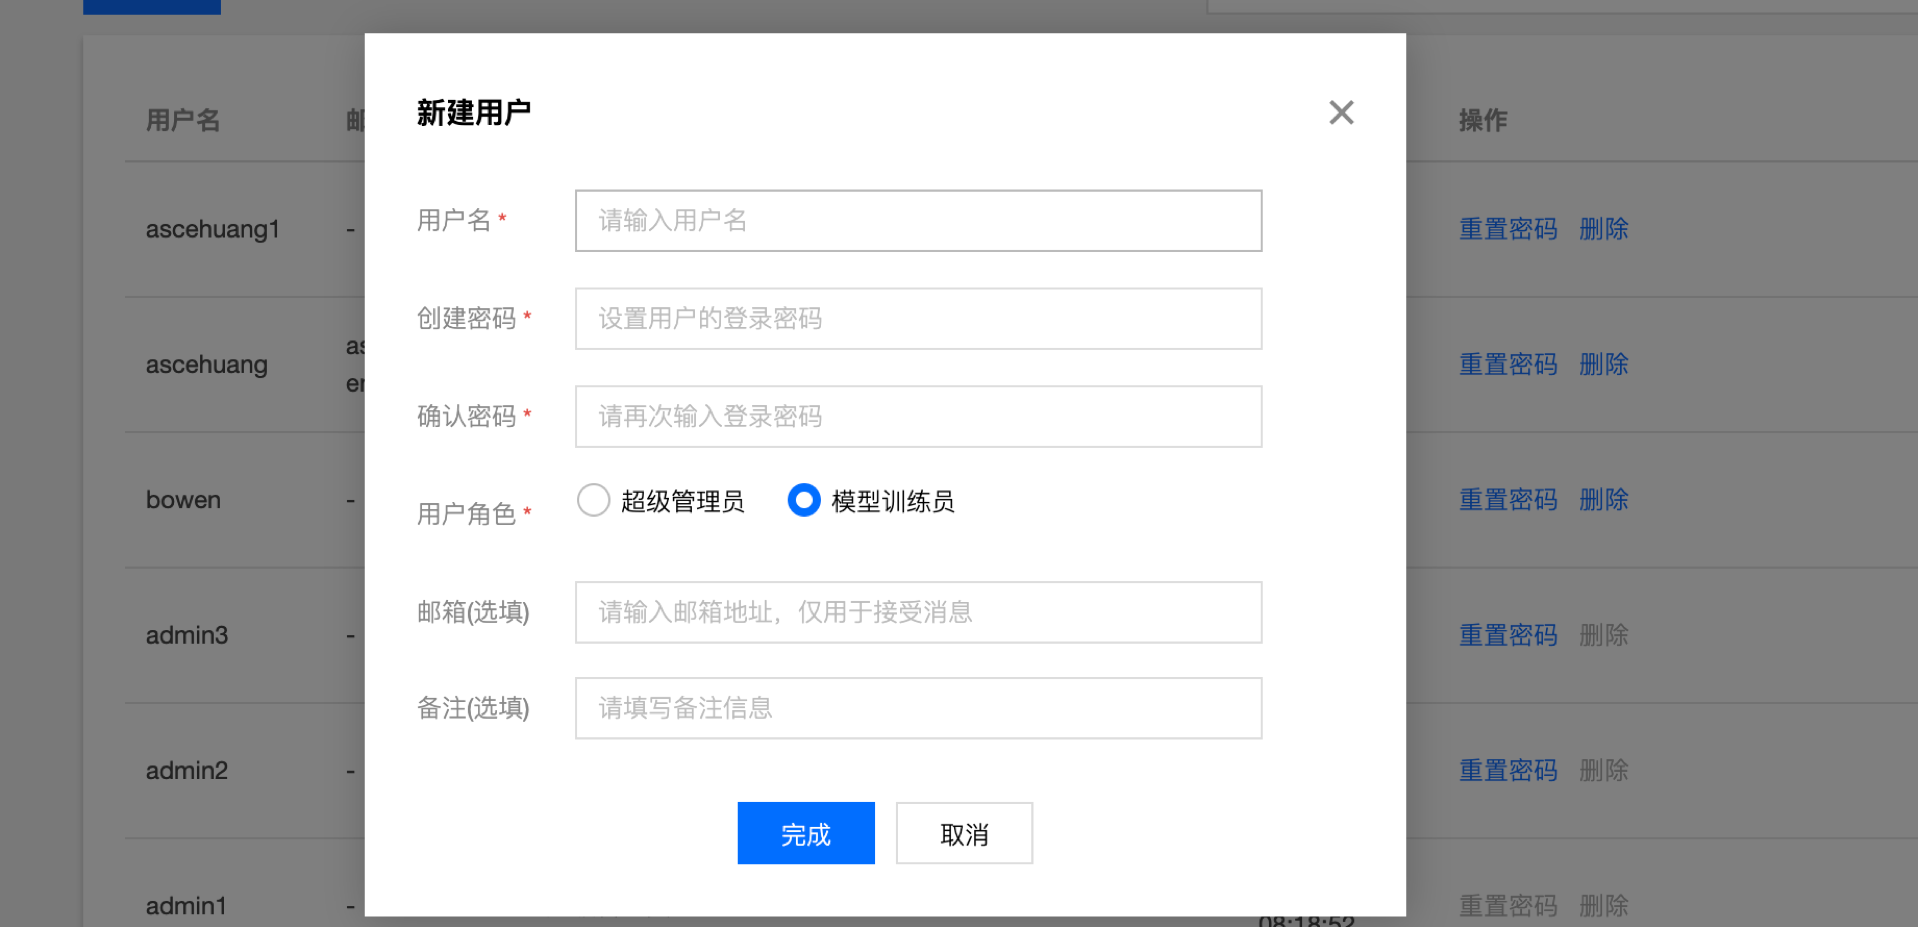 新建用户
用户名 邮 操作
用户名 * 请输入用户名
ascehuang1 - 重置密码 删除
创建密码 * 设置用户的登录密码
ascehuang 重置密码 删除
确认密码 * 请再次输入登录密码
用户角色 * 超级管理员 模型训练员
bowen - 重置密码 删除
邮箱(选填) 请输入邮箱地址，仅用于接受消息
admin3 - 重置密码 删除
备注(选填) 请填写备注信息
admin2 - 重置密码 删除
完成 取消
admin1 - 重置密码 删除
08:18:52